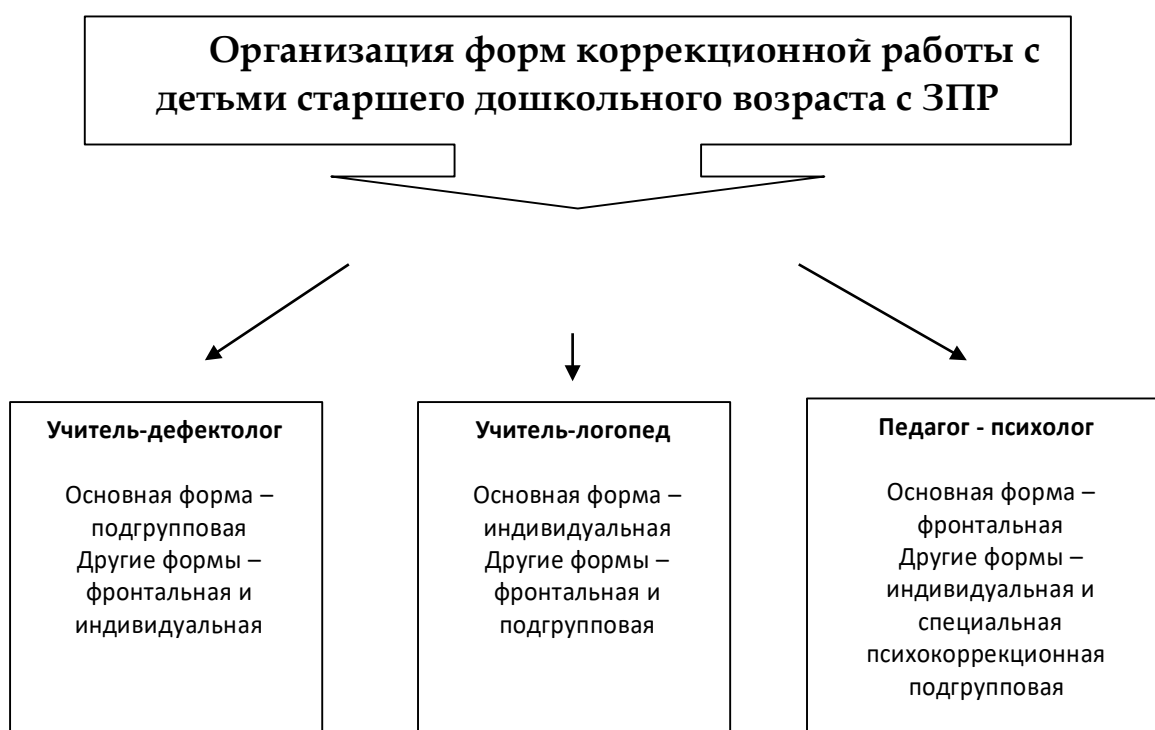 Организация форм коррекционной работы с
детьми старшего дошкольного возраста с ЗПР
Учитель-дефектолог
Основная форма –
подгрупповая
Другие формы –
фронтальная и
индивидуальная
Учитель-логопед
Основная форма –
индивидуальная
Другие формы –
фронтальная и
подгрупповая
Педагог - психолог
Основная форма –
фронтальная
Другие формы –
индивидуальная и
специальная
психокоррекционная
подгрупповая